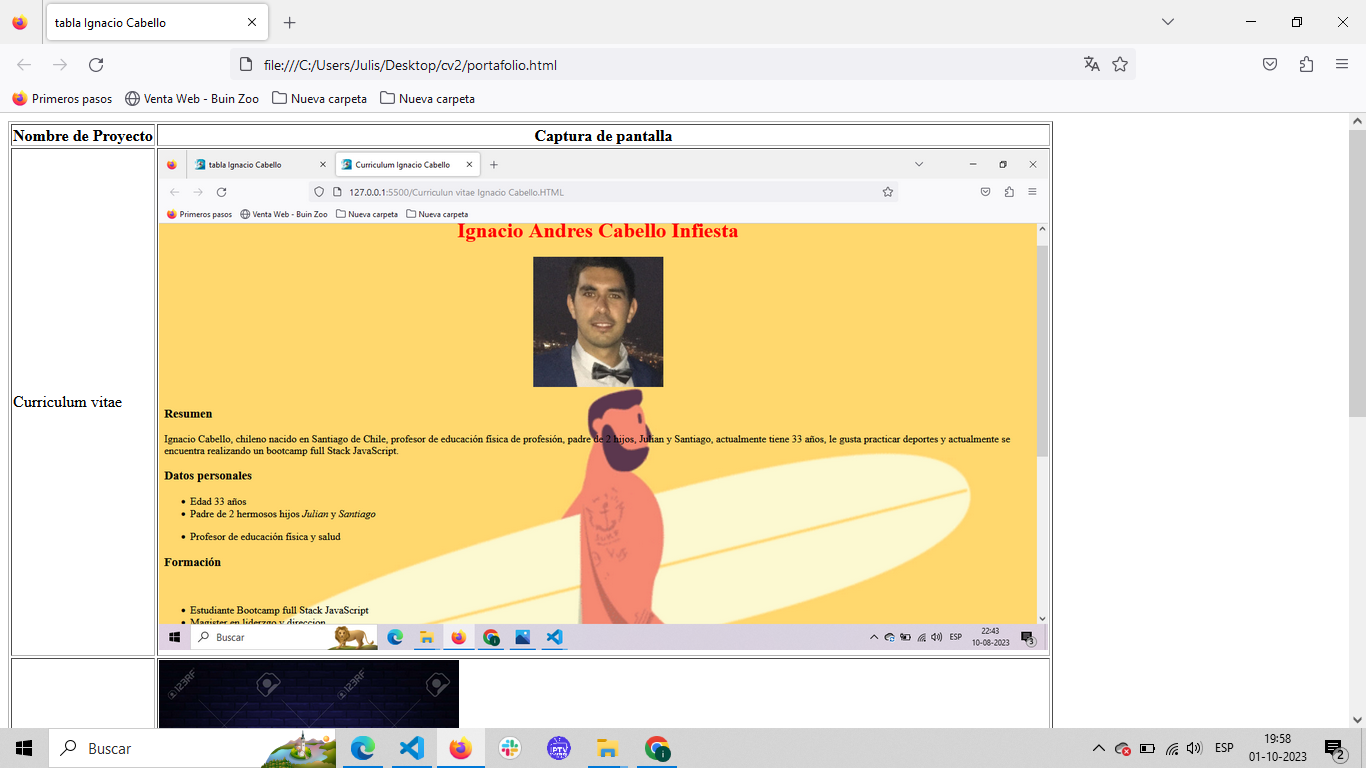 tabla Ignacio Cabello
file:///C:/Users/Julis/Desktop/cv2/portafolio.html
Primeros pasos Venta Web - Buin Zoo Nueva carpeta Nueva carpeta
Nombre de Proyecto Captura de pantalla
tabla Ignacio Cabello Curriculum Ignacio Cabello
127.0.0.1:5500/Curriculun vitae Ignacio Cabello.HTML
Primeros pasos Venta Web - Buin Zoo Nueva carpeta Nueva carpeta
Ignacio Andres Cabello Infiesta
Curriculum vitae
Resumen
Ignacio Cabello, chileno nacido en Santiago de Chile, profesor de educación física de profesión, padre de 2 hijos, Julian y Santiago, actualmente tiene 33 años, le gusta practicar deportes y actualmente se
encuentra realizando un bootcamp full Stack JavaScript.
Datos personales
Edad 33 años
Padre de 2 hermosos hijos Julian y Santiago
Profesor de educación física y salud
SURF
Formación
Estudiante Bootcamp full Stack JavaScript
Magister en liderzgo y direccion
Buscar
ESP
22:43
10-08-2023
3
123RF 123RF
Buscar
PTV
ESP
19:58
01-10-2023
2